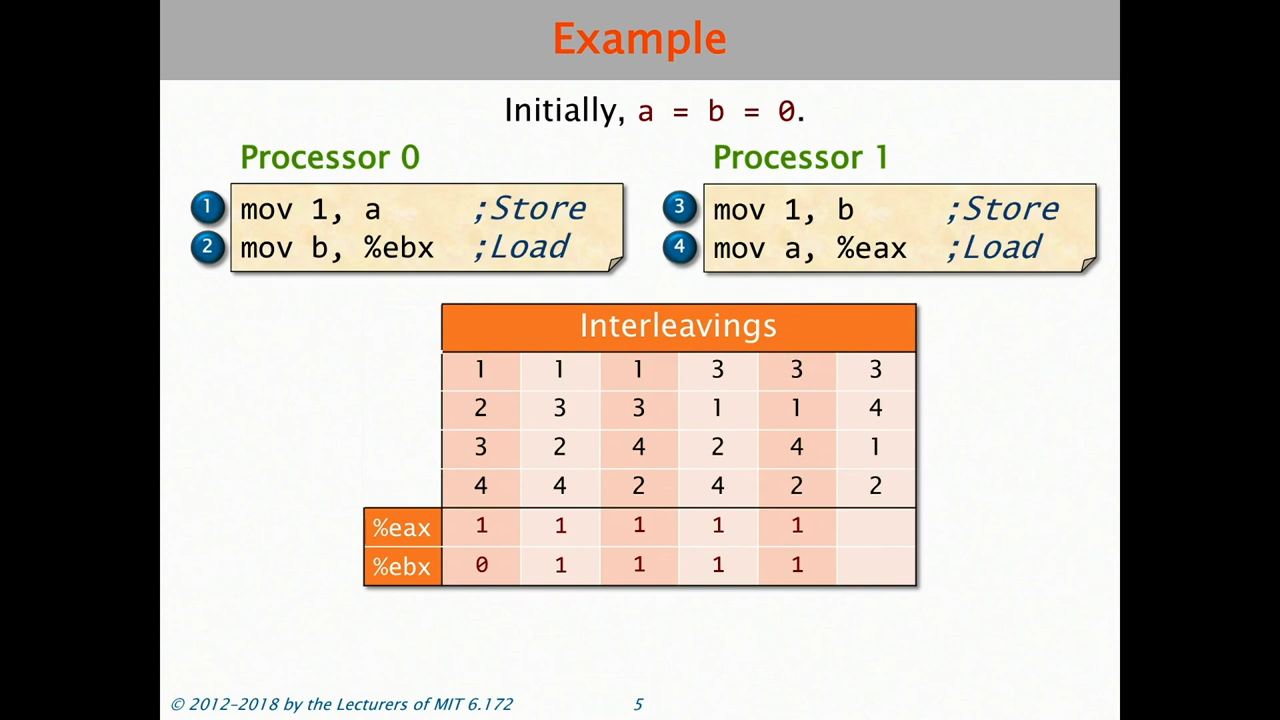 Example
Initially, a = b = 0.
Processor 0
1 mov 1, a ;Store
2 mov b, %ebx ;Load
Processor 1
3 mov 1, b ;Store
4 mov a, %eax ;Load
Interleavings
1 1 1 3 3 3
2 3 3 1 1 4
3 2 4 2 4 1
4 4 2 4 2 2
%eax 1 1 1 1 1
%ebx 0 1 1 1 1
© 2012–2018 by the Lecturers of MIT 6.172
5